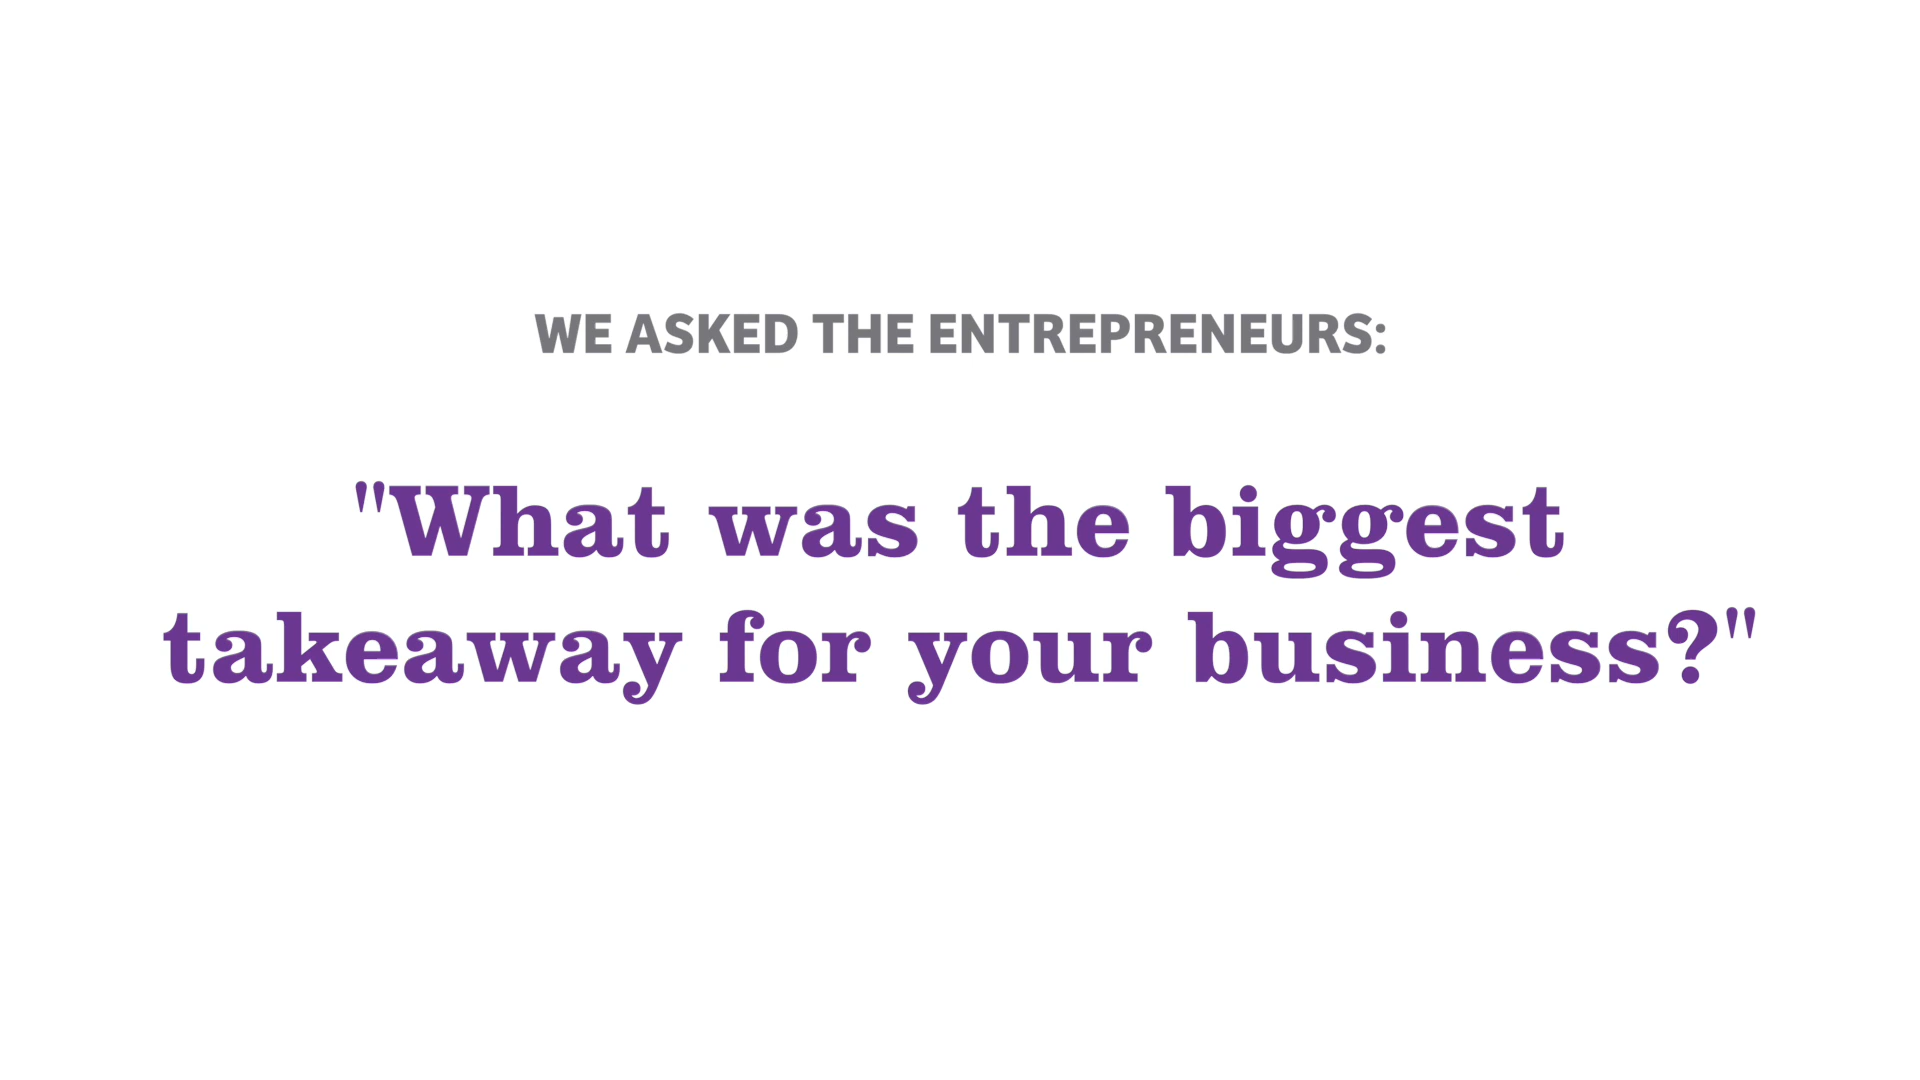 WE ASKED THE ENTREPRENEURS:
"What was the biggest
takeaway for your business?"